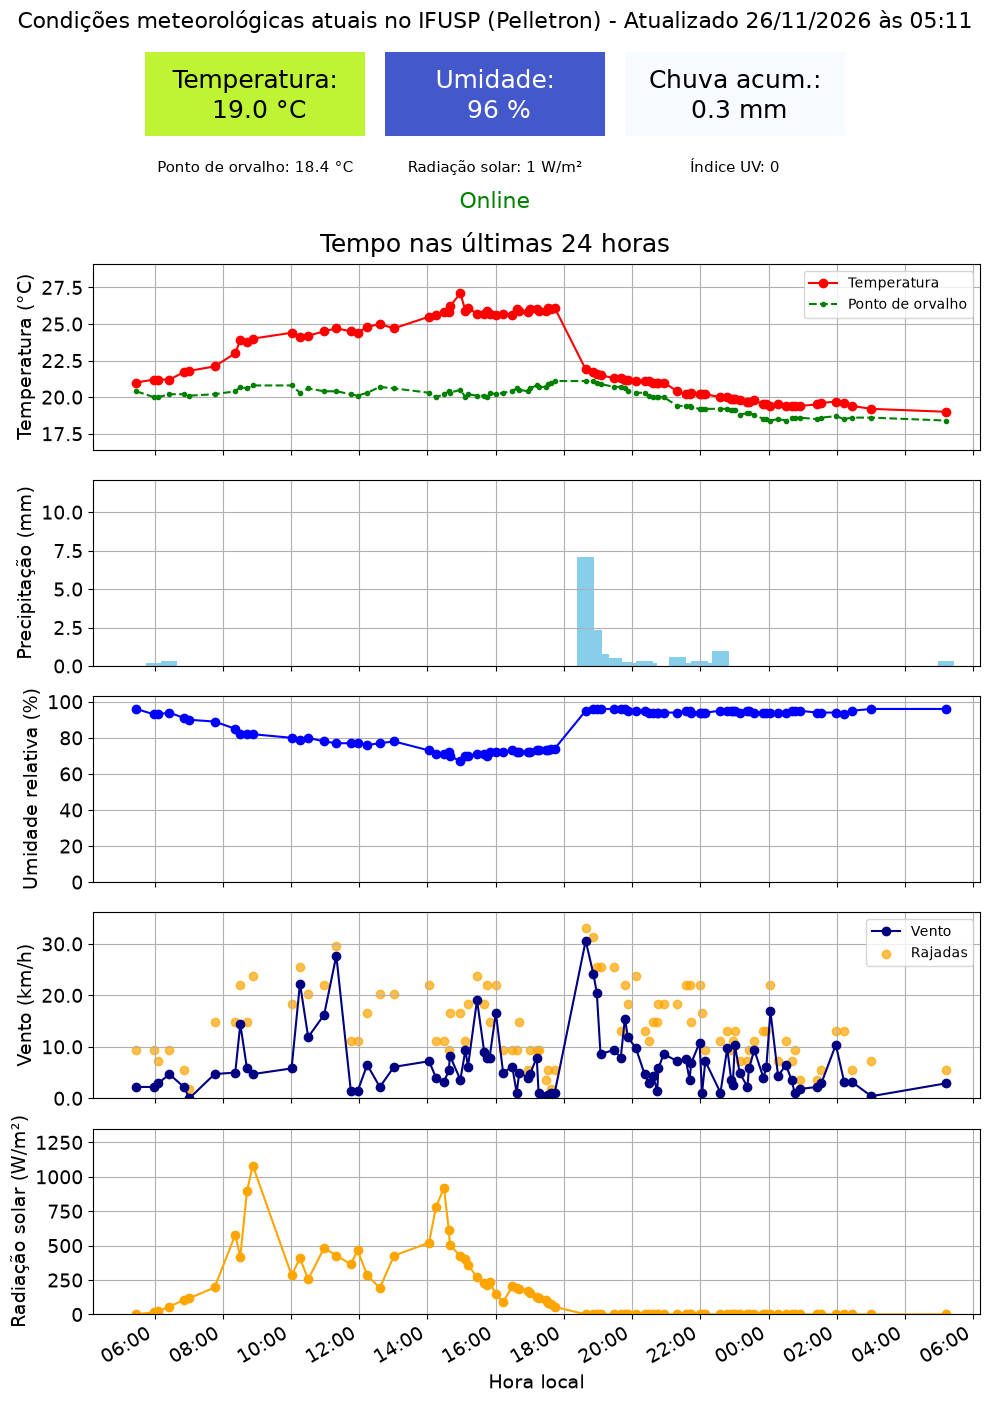 Condições meteorológicas atuais no IFUSP (Pelletron) - Atualizado 26/11/2026 às 05:11
Temperatura:
19.0 °C
Umidade:
96 %
Chuva acum.:
0.3 mm
Ponto de orvalho: 18.4 °C
Radiação solar: 1 W/m²
Índice UV: 0
Online
Tempo nas últimas 24 horas
Temperatura (°C)
27.5
25.0
22.5
20.0
17.5
Temperatura
Ponto de orvalho
Precipitação (mm)
10.0
7.5
5.0
2.5
0.0
Umidade relativa (%)
100
80
60
40
20
0
Vento (km/h)
30.0
20.0
10.0
0.0
Vento
Rajadas
Radiação solar (W/m²)
1250
1000
750
500
250
0
06:00
08:00
10:00
12:00
14:00
16:00
18:00
20:00
22:00
00:00
02:00
04:00
06:00
Hora local